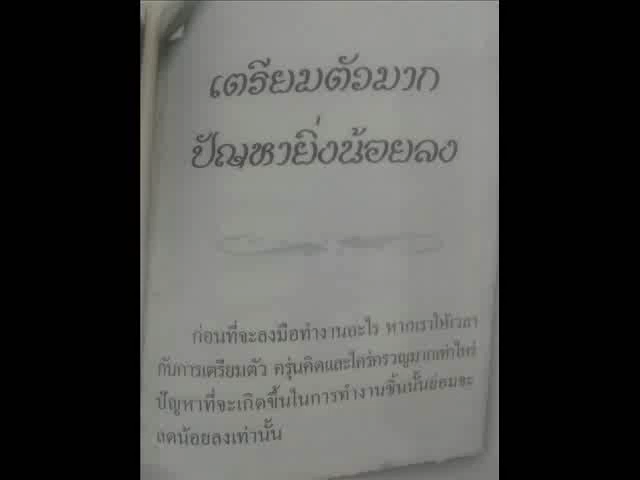 เตรียมตัวมาก
ปัญหายิ่งน้อยลง
ก่อนที่จะลงมือทำงานอะไร หากเราให้เวลา
กับการเตรียมตัว ครุ่นคิดและใคร่ครวญมากเท่าไหร่
ปัญหาที่จะเกิดขึ้นในการทำงานชิ้นนั้นย่อมจะ
ลดน้อยลงเท่านั้น